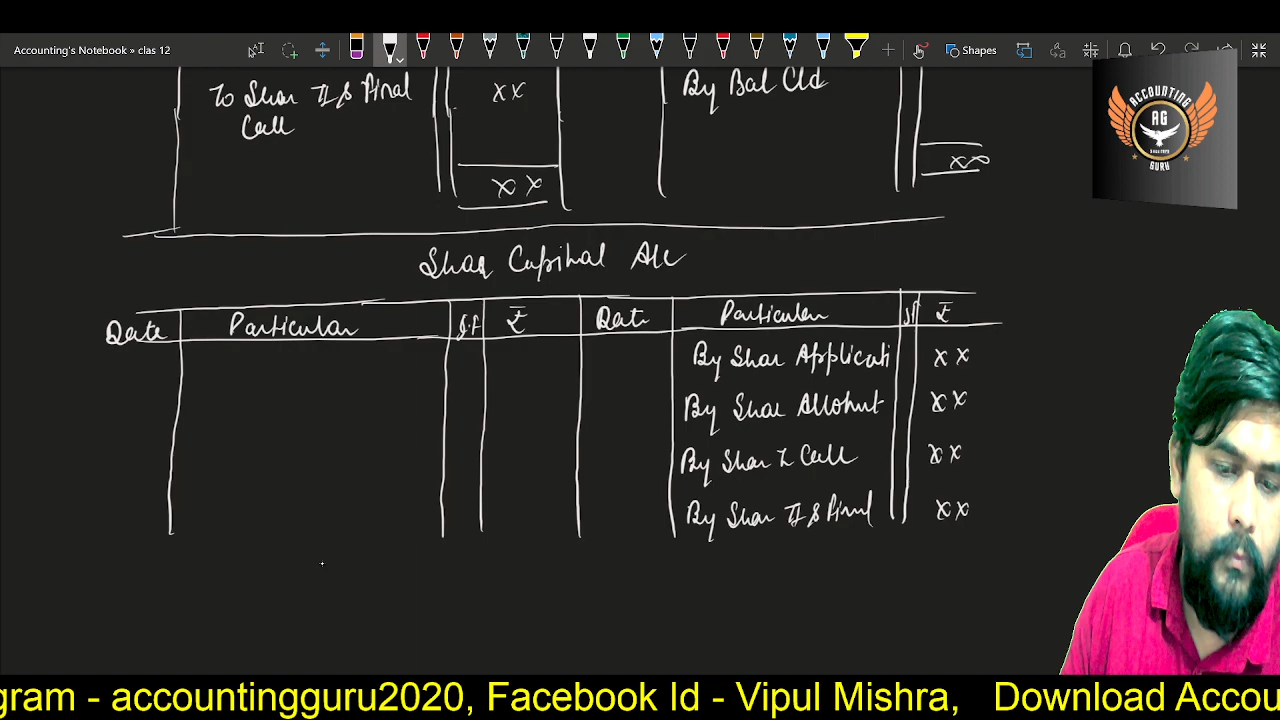 Accounting's Notebook » clas 12
Shapes
To Shar II & Final xx By Bal C/d
Call
xx xx
ACCOUNTING
AG
GURU
Share Capital A/c
Date Particular J.F ₹ Date Particular J.F ₹
By Shar Applicati xx
By Shar Allotmt xx
By Shar I Call xx
By Shar II & Final xx
gram - accountingguru2020, Facebook Id - Vipul Mishra, Download Accou